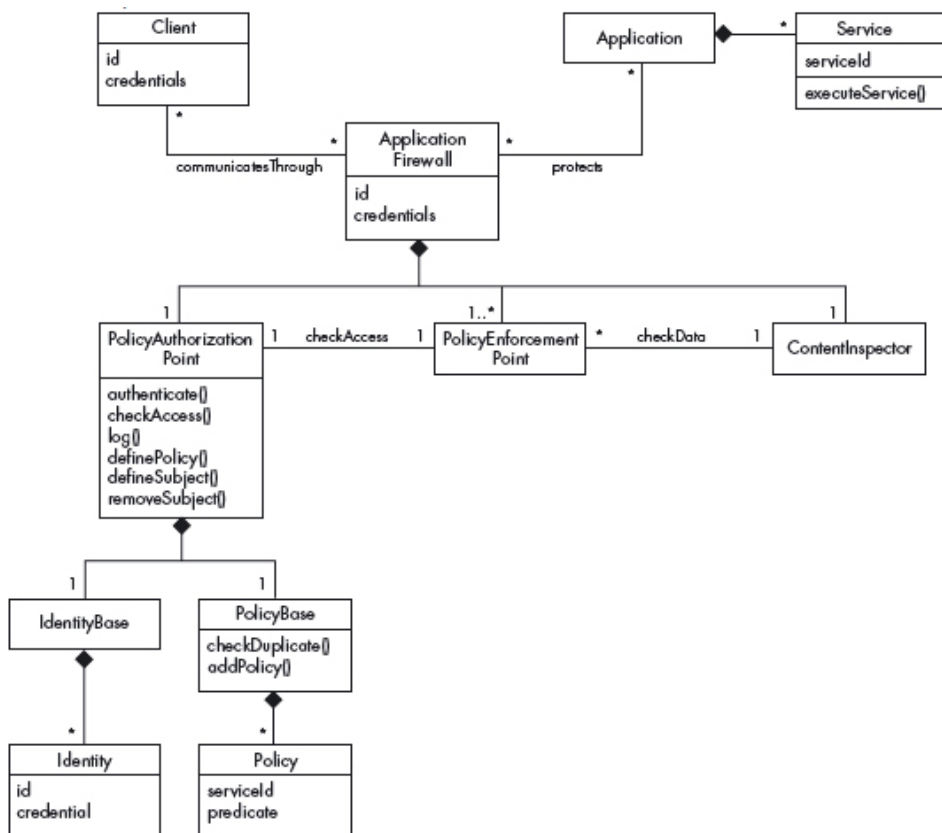 Client
id
credentials
Application
Service
serviceId
executeService()
*
*
*
*
*
communicatesThrough
Application
Firewall
id
credentials
protects
1
1..*
1
PolicyAuthorization
Point
authenticate()
checkAccess()
log()
definePolicy()
defineSubject()
removeSubject()
1
checkAccess
1
PolicyEnforcement
Point
*
checkData
1
ContentInspector
1
1
IdentityBase
PolicyBase
checkDuplicate()
addPolicy()
*
*
Identity
id
credential
Policy
serviceId
predicate